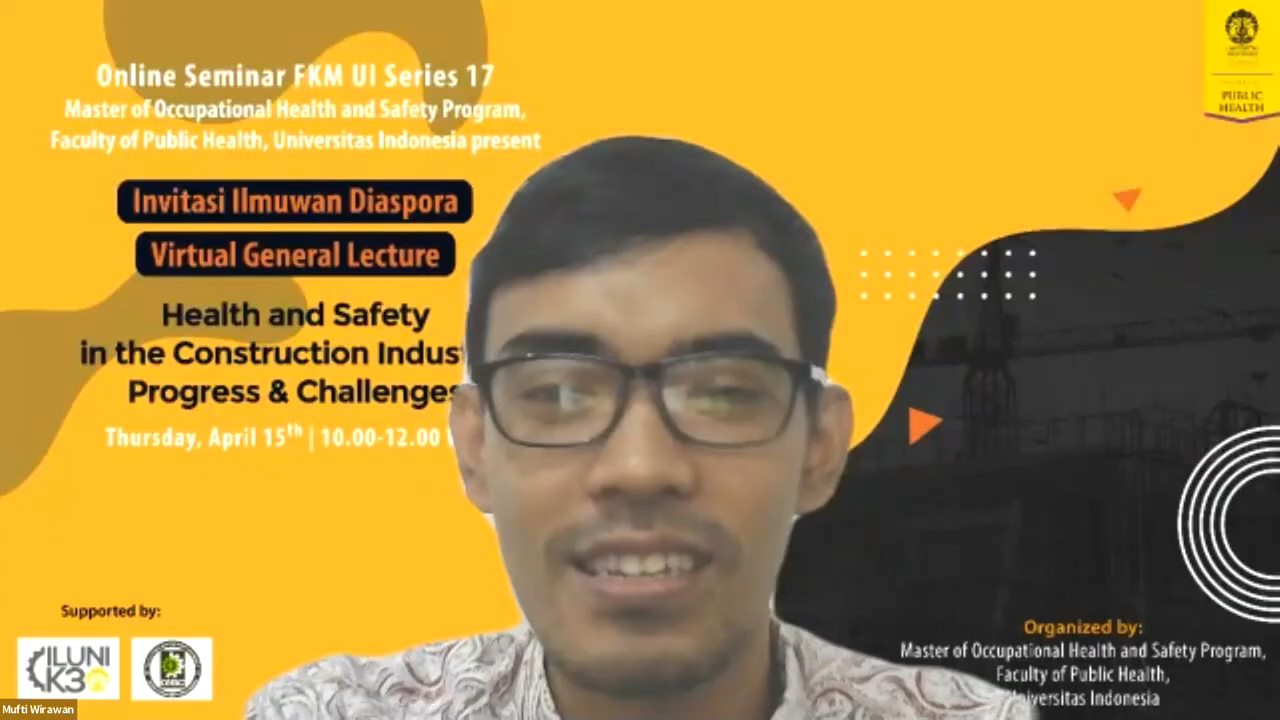 Online Seminar FKM UI Series 17
Master of Occupational Health and Safety Program,
Faculty of Public Health, Universitas Indonesia present
Invitasi Ilmuwan Diaspora
Virtual General Lecture
Health and Safety
in the Construction Indus
Progress & Challenges
Thursday, April 15th | 10.00-12.00
PUBLIC
HEALTH
Supported by:
ILUNI
K3
Organized by:
Master of Occupational Health and Safety Program,
Faculty of Public Health,
Universitas Indonesia
Mufti Wirawan